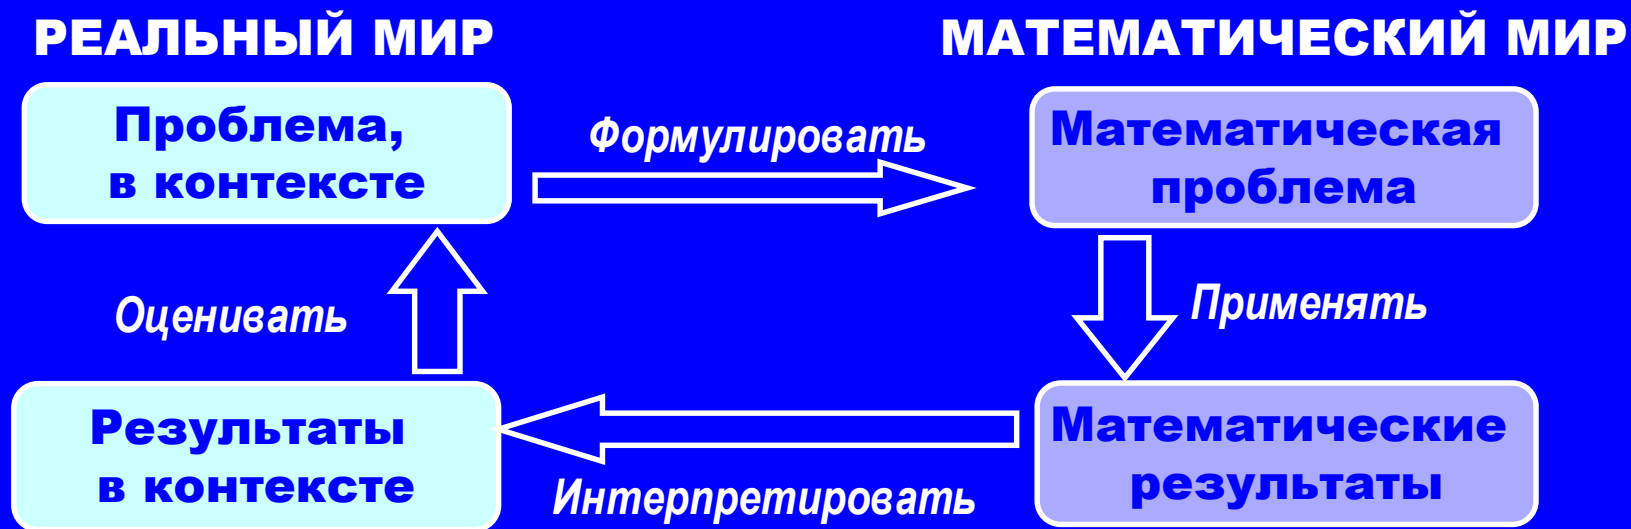 РЕАЛЬНЫЙ МИР
МАТЕМАТИЧЕСКИЙ МИР
Проблема,
в контексте
Формулировать
Математическая
проблема
Оценивать
Применять
Результаты
в контексте
Интерпретировать
Математические
результаты